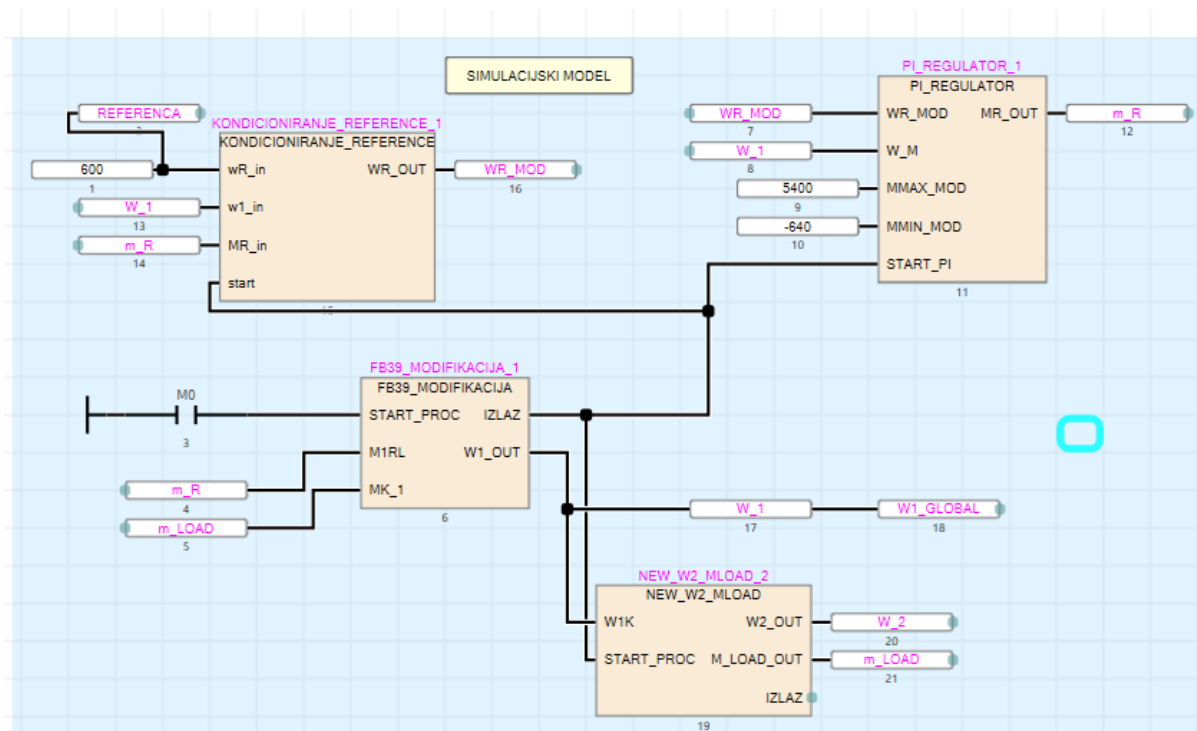 SIMULACIJSKI MODEL
REFERENCA
KONDICIONIRANJE_REFERENCE_1
KONDICIONIRANJE_REFERENCE
600
wR_in
WR_OUT
WR_MOD
1
16
W_1
w1_in
13
m_R
MR_in
14
start
PI_REGULATOR_1
PI_REGULATOR
WR_MOD
WR_MOD
MR_OUT
m_R
7
12
W_1
W_M
8
5400
MMAX_MOD
9
-640
MMIN_MOD
10
START_PI
11
FB39_MODIFIKACIJA_1
FB39_MODIFIKACIJA
M0
START_PROC
IZLAZ
3
M1RL
W1_OUT
m_R
MK_1
4
m_LOAD
5
6
W_1
W1_GLOBAL
17
18
NEW_W2_MLOAD_2
NEW_W2_MLOAD
W1K
W2_OUT
W_2
20
START_PROC
M_LOAD_OUT
m_LOAD
21
IZLAZ
19